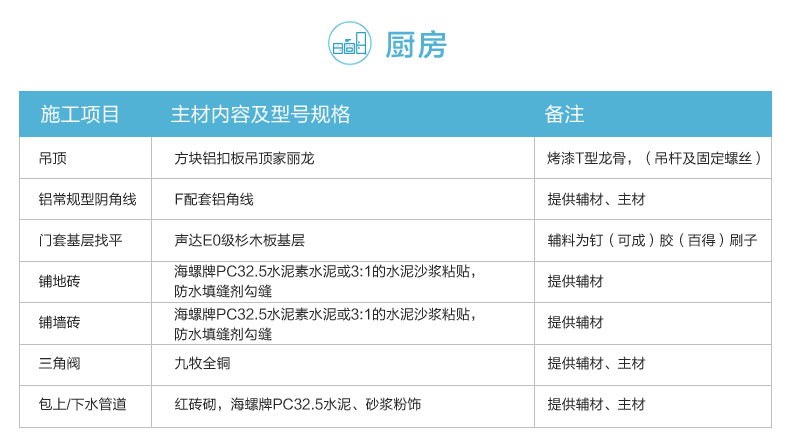 厨房
施工项目 主材内容及型号规格 备注
吊顶 方块铝扣板吊顶家丽龙 烤漆T型龙骨，（吊杆及固定螺丝）
铝常规型阴角线 F配套铝角线 提供辅材、主材
门套基层找平 声达E0级杉木板基层 辅料为钉（可成）胶（百得）刷子
铺地砖 海螺牌PC32.5水泥素水泥或3:1的水泥沙浆粘贴，
防水填缝剂勾缝 提供辅材
铺墙砖 海螺牌PC32.5水泥素水泥或3:1的水泥沙浆粘贴，
防水填缝剂勾缝 提供辅材
三角阀 九牧全铜 提供辅材、主材
包上/下水管道 红砖砌，海螺牌PC32.5水泥、砂浆粉饰 提供辅材、主材